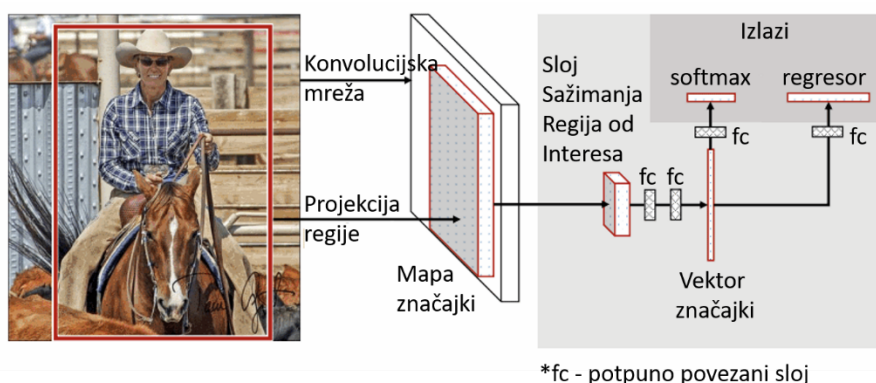 Konvolucijska
mreža
Projekcija
regije
Mapa
značajki
Sloj
Sažimanja
Regija od
Interesa
Izlazi
softmax
regresor
fc
fc
fc
fc
Vektor
značajki
*fc - potpuno povezani sloj